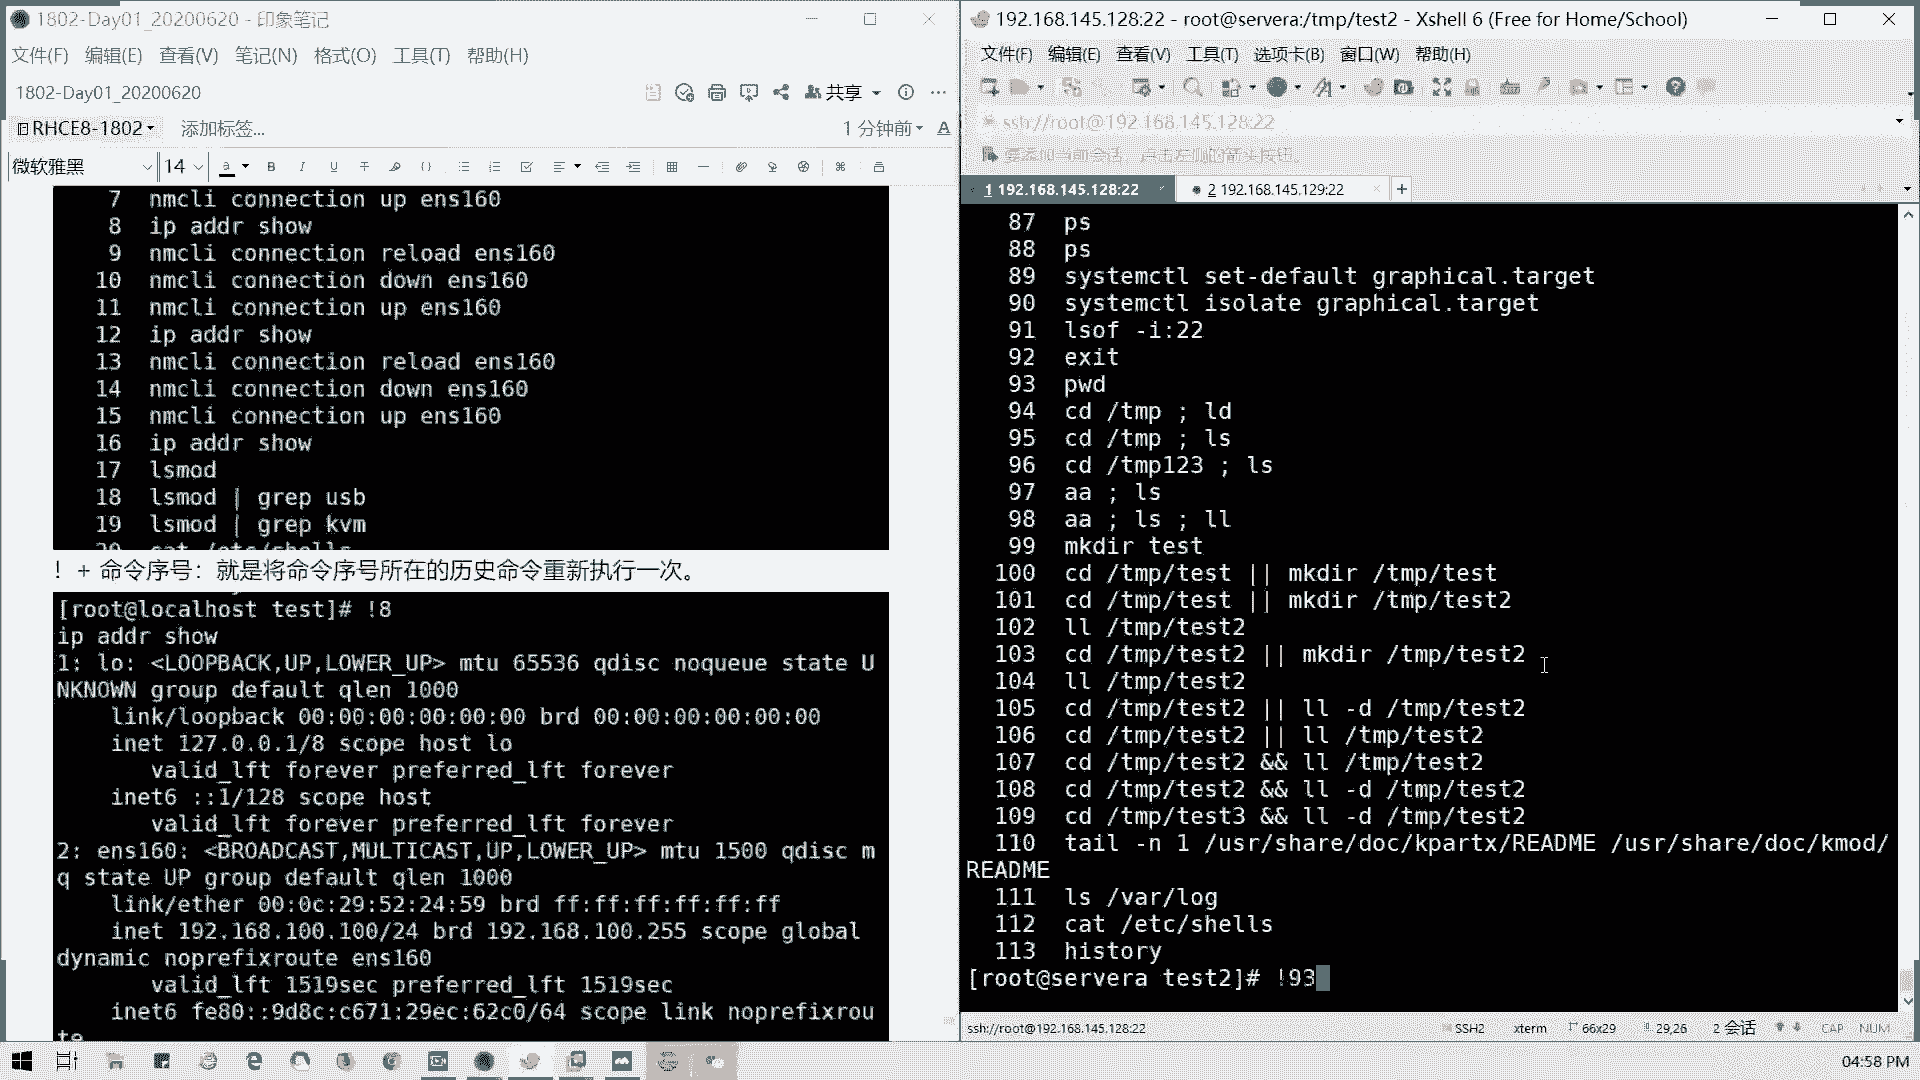 1802-Day01_20200620 - 印象笔记
文件(F) 编辑(E) 查看(V) 笔记(N) 格式(O) 工具(T) 帮助(H)
1802-Day01_20200620
共享
RHCE8-1802 添加标签...
1 分钟前
微软雅黑 14
7 nmcli connection up ens160
8 ip addr show
9 nmcli connection reload ens160
10 nmcli connection down ens160
11 nmcli connection up ens160
12 ip addr show
13 nmcli connection reload ens160
14 nmcli connection down ens160
15 nmcli connection up ens160
16 ip addr show
17 lsmod
18 lsmod | grep usb
19 lsmod | grep kvm
20 cat /etc/shells
! + 命令序号：就是将命令序号所在的历史命令重新执行一次。
[root@localhost test]# !8
ip addr show
1: lo: <LOOPBACK,UP,LOWER_UP> mtu 65536 qdisc noqueue state U
NKNOWN group default qlen 1000
link/loopback 00:00:00:00:00:00 brd 00:00:00:00:00:00
inet 127.0.0.1/8 scope host lo
valid_lft forever preferred_lft forever
inet6 ::1/128 scope host
valid_lft forever preferred_lft forever
2: ens160: <BROADCAST,MULTICAST,UP,LOWER_UP> mtu 1500 qdisc m
q state UP group default qlen 1000
link/ether 00:0c:29:52:24:59 brd ff:ff:ff:ff:ff:ff
inet 192.168.100.100/24 brd 192.168.100.255 scope global
dynamic noprefixroute ens160
valid_lft 1519sec preferred_lft 1519sec
inet6 fe80::9d8c:c671:29ec:62c0/64 scope link noprefixrou
te
192.168.145.128:22 - root@servera:/tmp/test2 - Xshell 6 (Free for Home/School)
文件(F) 编辑(E) 查看(V) 工具(T) 选项卡(B) 窗口(W) 帮助(H)
ssh://root@192.168.145.128:22
要添加当前会话，点击左侧的箭头按钮。
1 192.168.145.128:22
2 192.168.145.129:22
87 ps
88 ps
89 systemctl set-default graphical.target
90 systemctl isolate graphical.target
91 lsof -i:22
92 exit
93 pwd
94 cd /tmp ; ld
95 cd /tmp ; ls
96 cd /tmp123 ; ls
97 aa ; ls
98 aa ; ls ; ll
99 mkdir test
100 cd /tmp/test || mkdir /tmp/test
101 cd /tmp/test || mkdir /tmp/test2
102 ll /tmp/test2
103 cd /tmp/test2 || mkdir /tmp/test2
104 ll /tmp/test2
105 cd /tmp/test2 || ll -d /tmp/test2
106 cd /tmp/test2 || ll /tmp/test2
107 cd /tmp/test2 && ll /tmp/test2
108 cd /tmp/test2 && ll -d /tmp/test2
109 cd /tmp/test3 && ll -d /tmp/test2
110 tail -n 1 /usr/share/doc/kpartx/README /usr/share/doc/kmod/
README
111 ls /var/log
112 cat /etc/shells
113 history
[root@servera test2]# !93
ssh://root@192.168.145.128:22 SSH2 xterm 66x29 29,26 2 会话 CAP NUM
04:58 PM